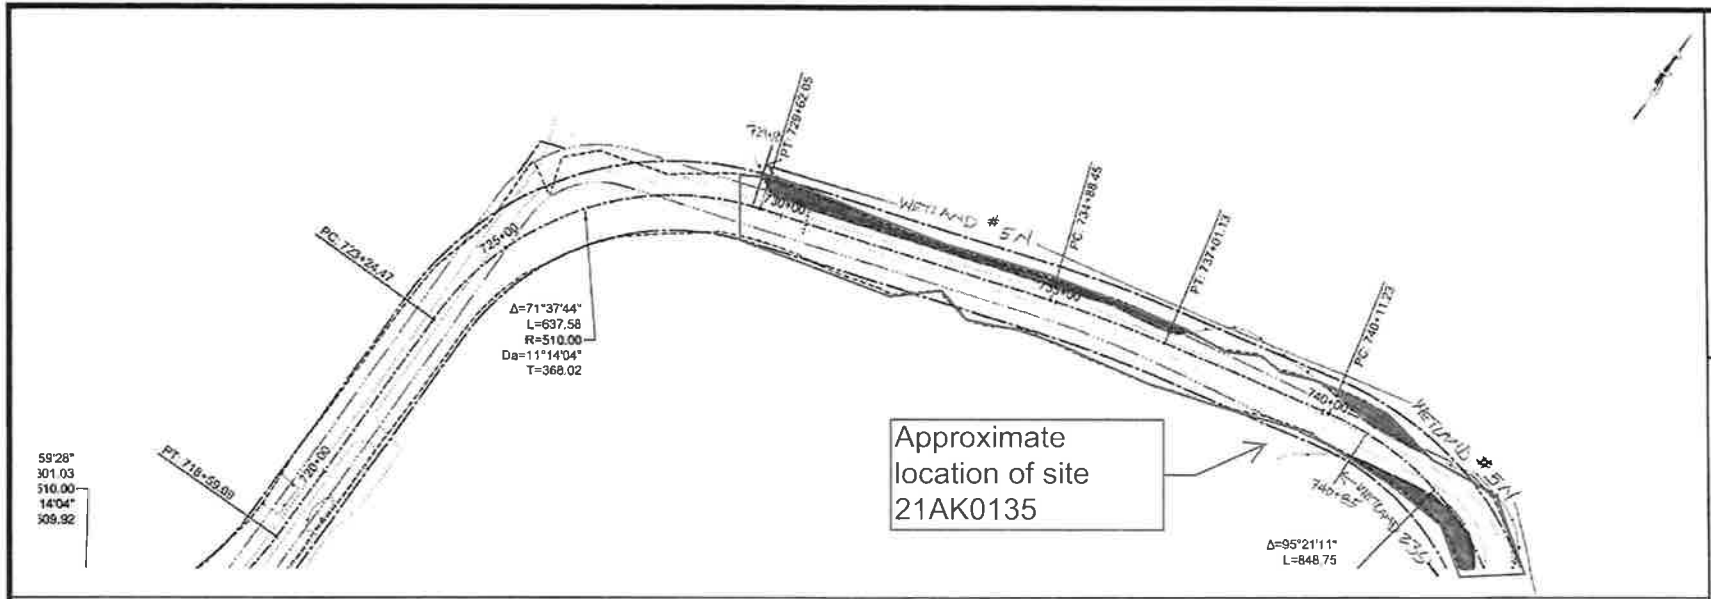 PT: 729+62.05
730+00
WETLAND #5N
PC: 734+88.45
735+00
PT: 737+01.13
PC: 740+11.23
740+00
WETLAND #5N
PC: 723+24.47
725+00
Δ=71°37'44"
L=637.58
R=510.00
Da=11°14'04"
T=368.02
PT: 718+59.09
720+00
59'28"
301.03
510.00
14'04"
509.92
Approximate
location of site
21AK0135
740+85
WETLAND 23S
Δ=95°21'11"
L=848.75